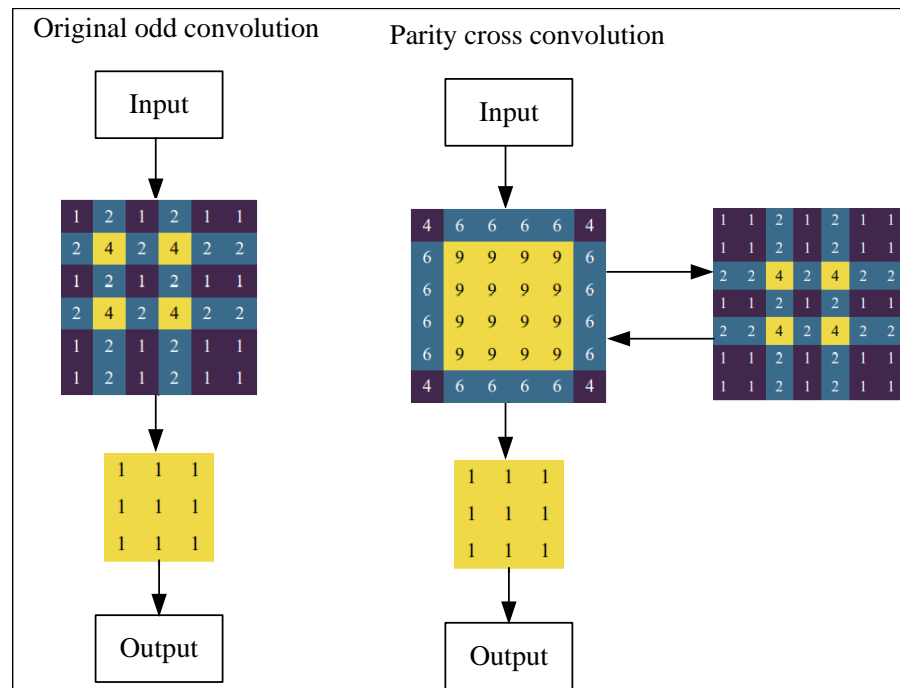 Original odd convolution
Input
1 2 1 2 1 1
2 4 2 4 2 2
1 2 1 2 1 1
2 4 2 4 2 2
1 2 1 2 1 1
1 2 1 2 1 1
1 1 1
1 1 1
1 1 1
Output
Parity cross convolution
Input
4 6 6 6 6 4
6 9 9 9 9 6
6 9 9 9 9 6
6 9 9 9 9 6
6 9 9 9 9 6
4 6 6 6 6 4
1 1 2 1 2 1 1
1 1 2 1 2 1 1
2 2 4 2 4 2 2
1 1 2 1 2 1 1
2 2 4 2 4 2 2
1 1 2 1 2 1 1
1 1 2 1 2 1 1
1 1 1
1 1 1
1 1 1
Output